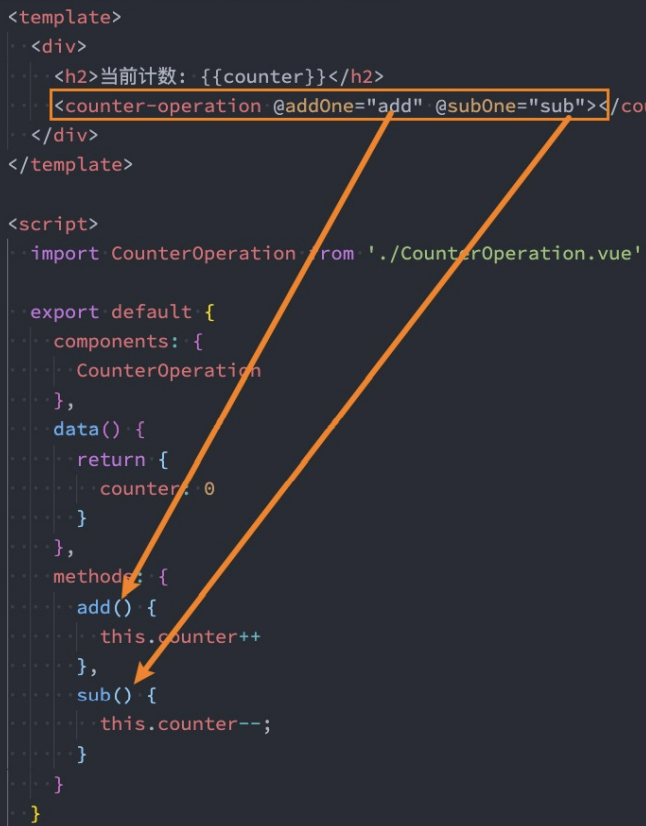 <template>
<div>
<h2>当前计数: {{counter}}</h2>
<counter-operation @addOne="add" @subOne="sub"></cou
</div>
</template>
<script>
import CounterOperation from './CounterOperation.vue'
export default {
components: {
CounterOperation
},
data() {
return {
counter: 0
}
},
methods: {
add() {
this.counter++
},
sub() {
this.counter--;
}
}
}